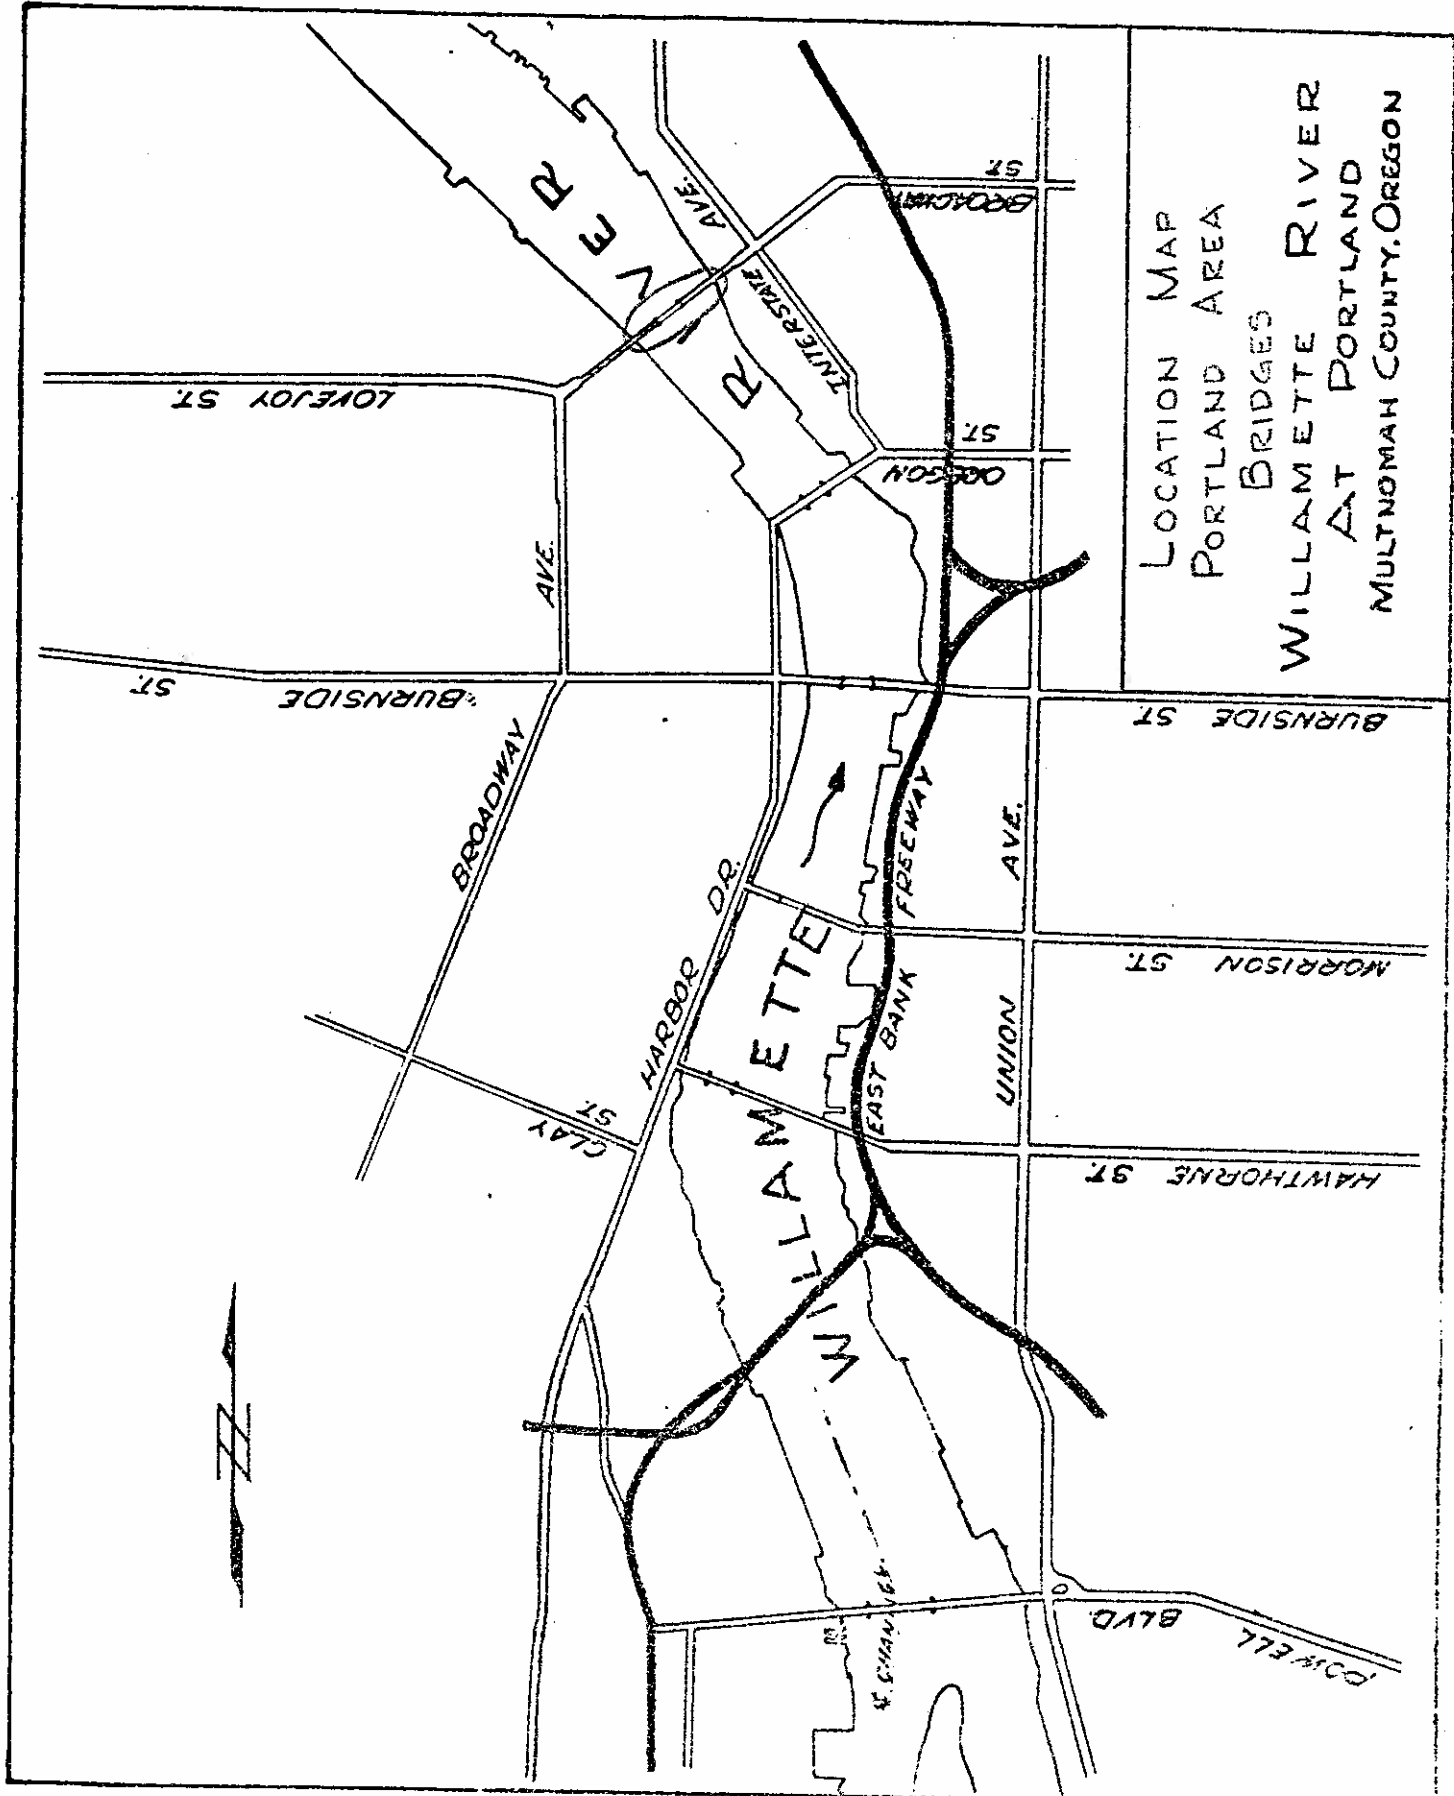 LOCATION MAP
PORTLAND AREA
BRIDGES
WILLAMETTE RIVER
AT PORTLAND
MULTNOMAH COUNTY, OREGON
WILLAMETTE
RIVER
LOVEJOY ST.
BURNSIDE ST.
BROADWAY AVE.
CLAY ST.
HARBOR DR.
INTERSTATE AVE.
BROADWAY ST.
OREGON ST.
BURNSIDE ST.
EAST BANK FREEWAY
UNION AVE.
MORRISON ST.
HAWTHORNE ST.
POWELL BLVD.
N